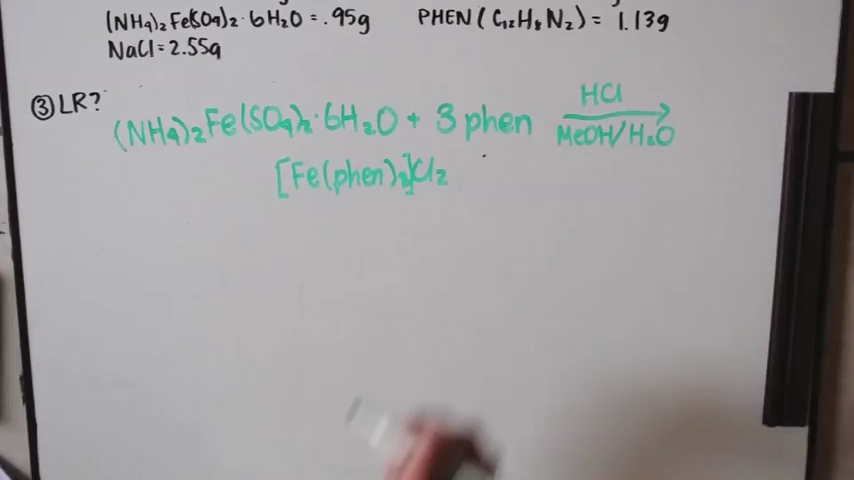 (NH4)2Fe(SO4)2·6H2O = .95g PHEN (C12H8N2) = 1.13g
NaCl = 2.55g
③ LR?
(NH4)2Fe(SO4)2·6H2O + 3 phen
HCl
MeOH/H2O
[Fe(phen)3]Cl2